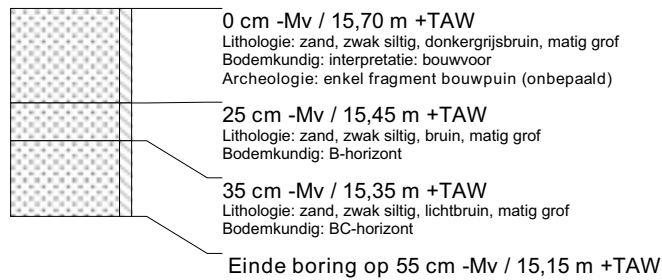 0 cm -Mv / 15,70 m +TAW
Lithologie: zand, zwak siltig, donkergrijsbruin, matig grof
Bodemkundig: interpretatie: bouwvoor
Archeologie: enkel fragment bouwpuin (onbepaald)
25 cm -Mv / 15,45 m +TAW
Lithologie: zand, zwak siltig, bruin, matig grof
Bodemkundig: B-horizont
35 cm -Mv / 15,35 m +TAW
Lithologie: zand, zwak siltig, lichtbruin, matig grof
Bodemkundig: BC-horizont
Einde boring op 55 cm -Mv / 15,15 m +TAW